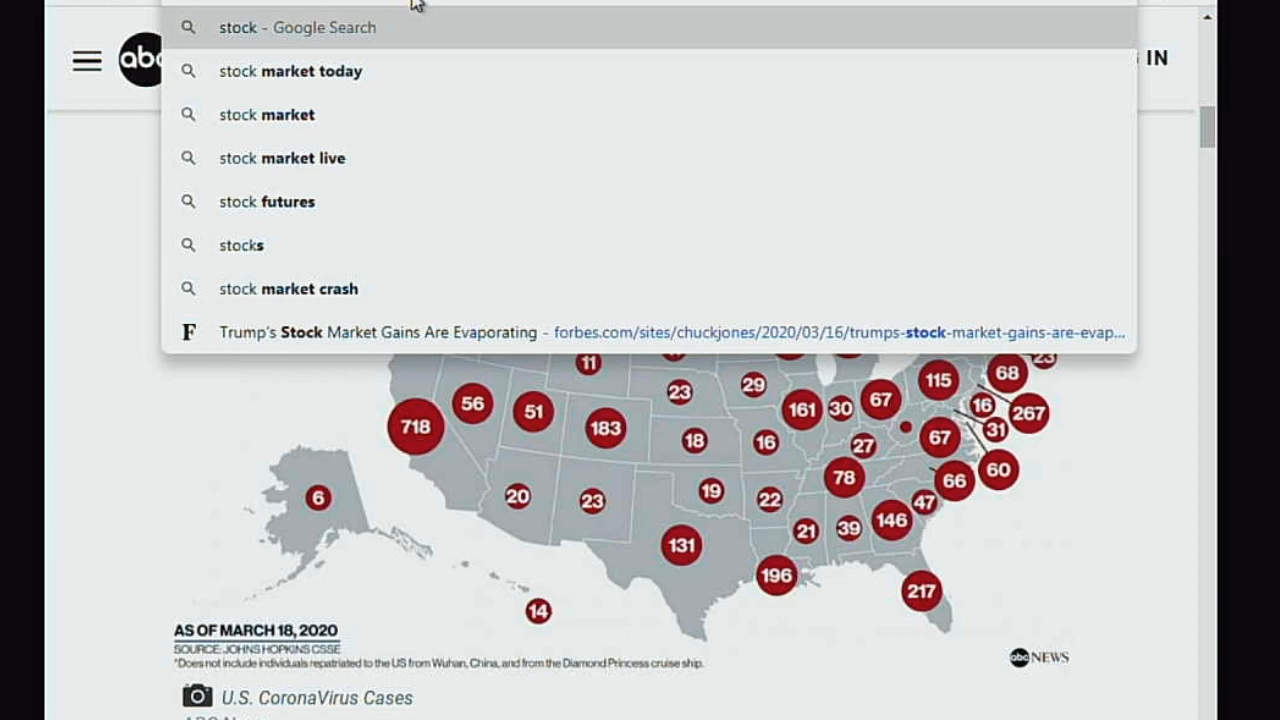 stock - Google Search
abc
IN
stock market today
stock market
stock market live
stock futures
stocks
stock market crash
F Trump's Stock Market Gains Are Evaporating - forbes.com/sites/chuckjones/2020/03/16/trumps-stock-market-gains-are-evap...
23
11
68
115
29
23
67
56
161
30
16
51
267
718
183
31
67
18
16
27
60
78
66
19
6
20
23
22
47
146
39
21
131
196
217
14
AS OF MARCH 18, 2020
SOURCE: JOHNS HOPKINS CSSE
*Does not include individuals repatriated to the US from Wuhan, China, and from the Diamond Princess cruise ship.
abc NEWS
U.S. CoronaVirus Cases